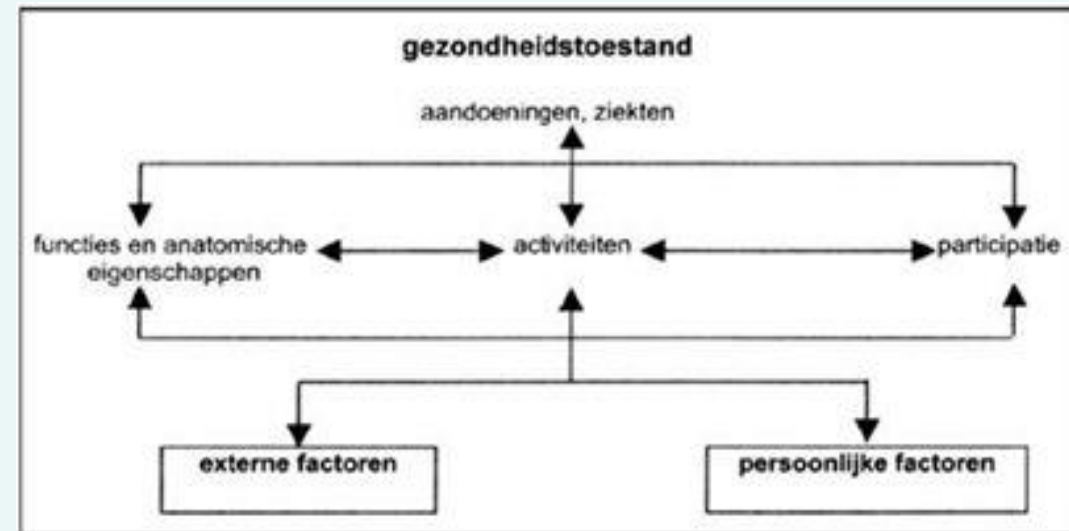 gezondheidstoestand
aandoeningen, ziekten
functies en anatomische
eigenschappen
activiteiten
participatie
externe factoren
persoonlijke factoren